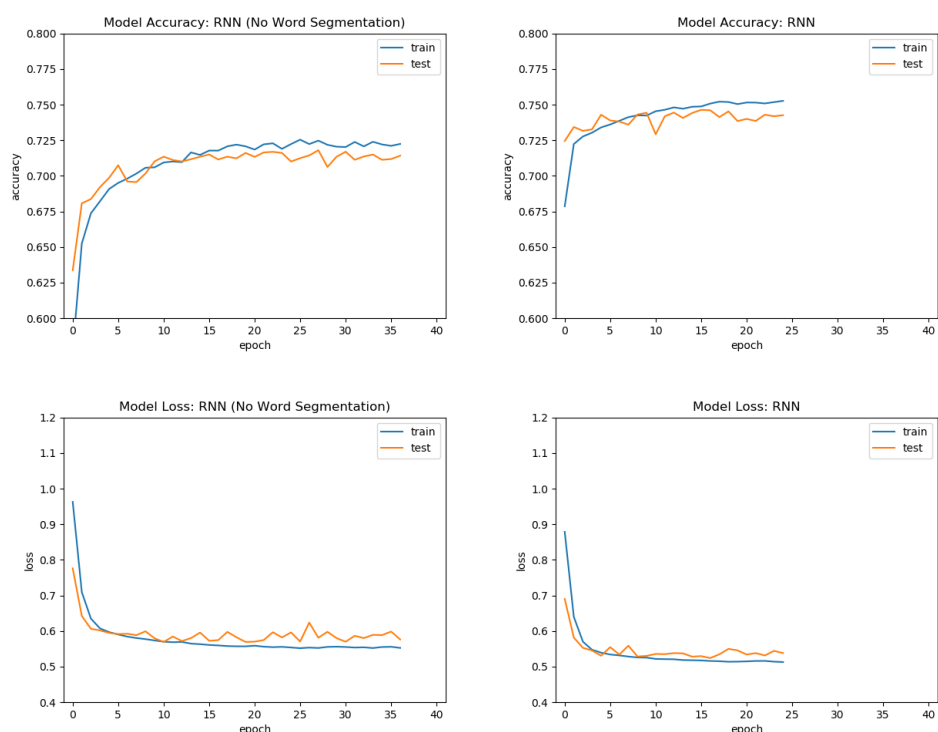 Model Accuracy: RNN (No Word Segmentation)
0.800
0.775
0.750
0.725
0.700
0.675
0.650
0.625
0.600
accuracy
train
test
0 5 10 15 20 25 30 35 40
epoch
Model Accuracy: RNN
0.800
0.775
0.750
0.725
0.700
0.675
0.650
0.625
0.600
accuracy
train
test
0 5 10 15 20 25 30 35 40
epoch
Model Loss: RNN (No Word Segmentation)
1.2
1.1
1.0
0.9
0.8
0.7
0.6
0.5
0.4
loss
train
test
0 5 10 15 20 25 30 35 40
epoch
Model Loss: RNN
1.2
1.1
1.0
0.9
0.8
0.7
0.6
0.5
0.4
loss
train
test
0 5 10 15 20 25 30 35 40
epoch